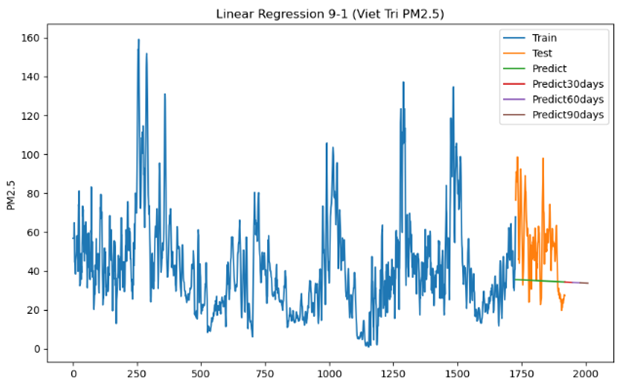 Linear Regression 9-1 (Viet Tri PM2.5)
Train
Test
Predict
Predict30days
Predict60days
Predict90days
PM2.5
160
140
120
100
80
60
40
20
0
0 250 500 750 1000 1250 1500 1750 2000